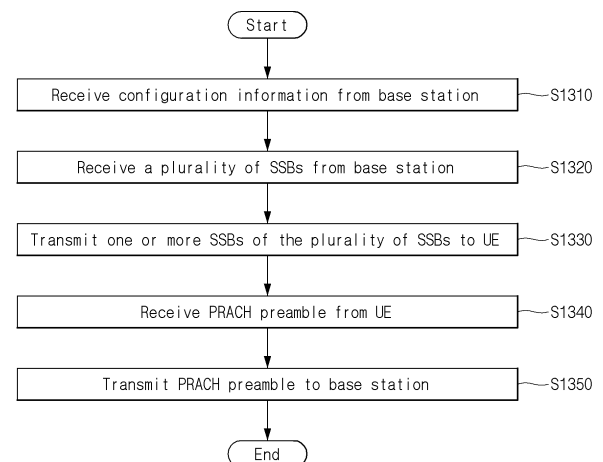 Start
Receive configuration information from base station
S1310
Receive a plurality of SSBs from base station
S1320
Transmit one or more SSBs of the plurality of SSBs to UE
S1330
Receive PRACH preamble from UE
S1340
Transmit PRACH preamble to base station
S1350
End